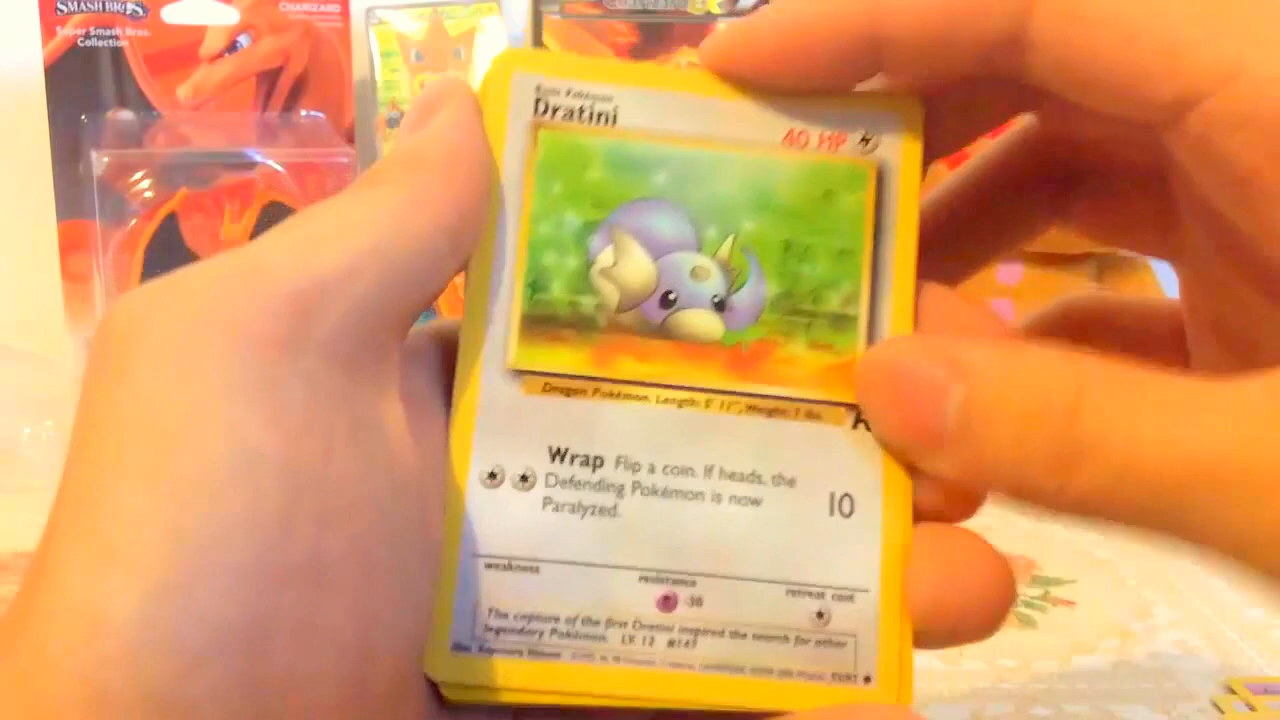 SMASH BROS.
CHARIZARD
Super Smash Bros.
Collection
EX
Basic Pokémon
Dratini
40 HP
Dragon Pokémon. Length: 5' 11", Weight: 7 lbs.
Wrap Flip a coin. If heads, the
Defending Pokémon is now
Paralyzed.
10
weakness
resistance
retreat cost
-30
The capture of the first Dratini inspired the search for other
legendary Pokémon. LV. 12 #147